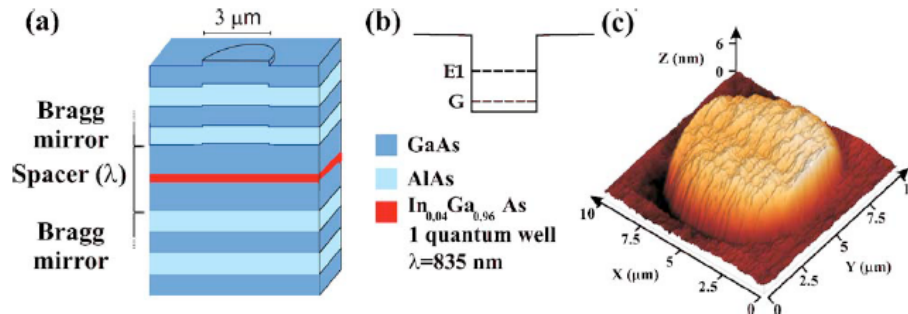 (a)
3 μm
Bragg
mirror
Spacer (λ)
Bragg
mirror
(b)
E1
G
GaAs
AlAs
In0,04Ga0,96 As
1 quantum well
λ=835 nm
(c)
Z (nm)
6
3
0
10
7.5
5
2.5
0
X (μm)
0
2.5
5
7.5
Y (μm)